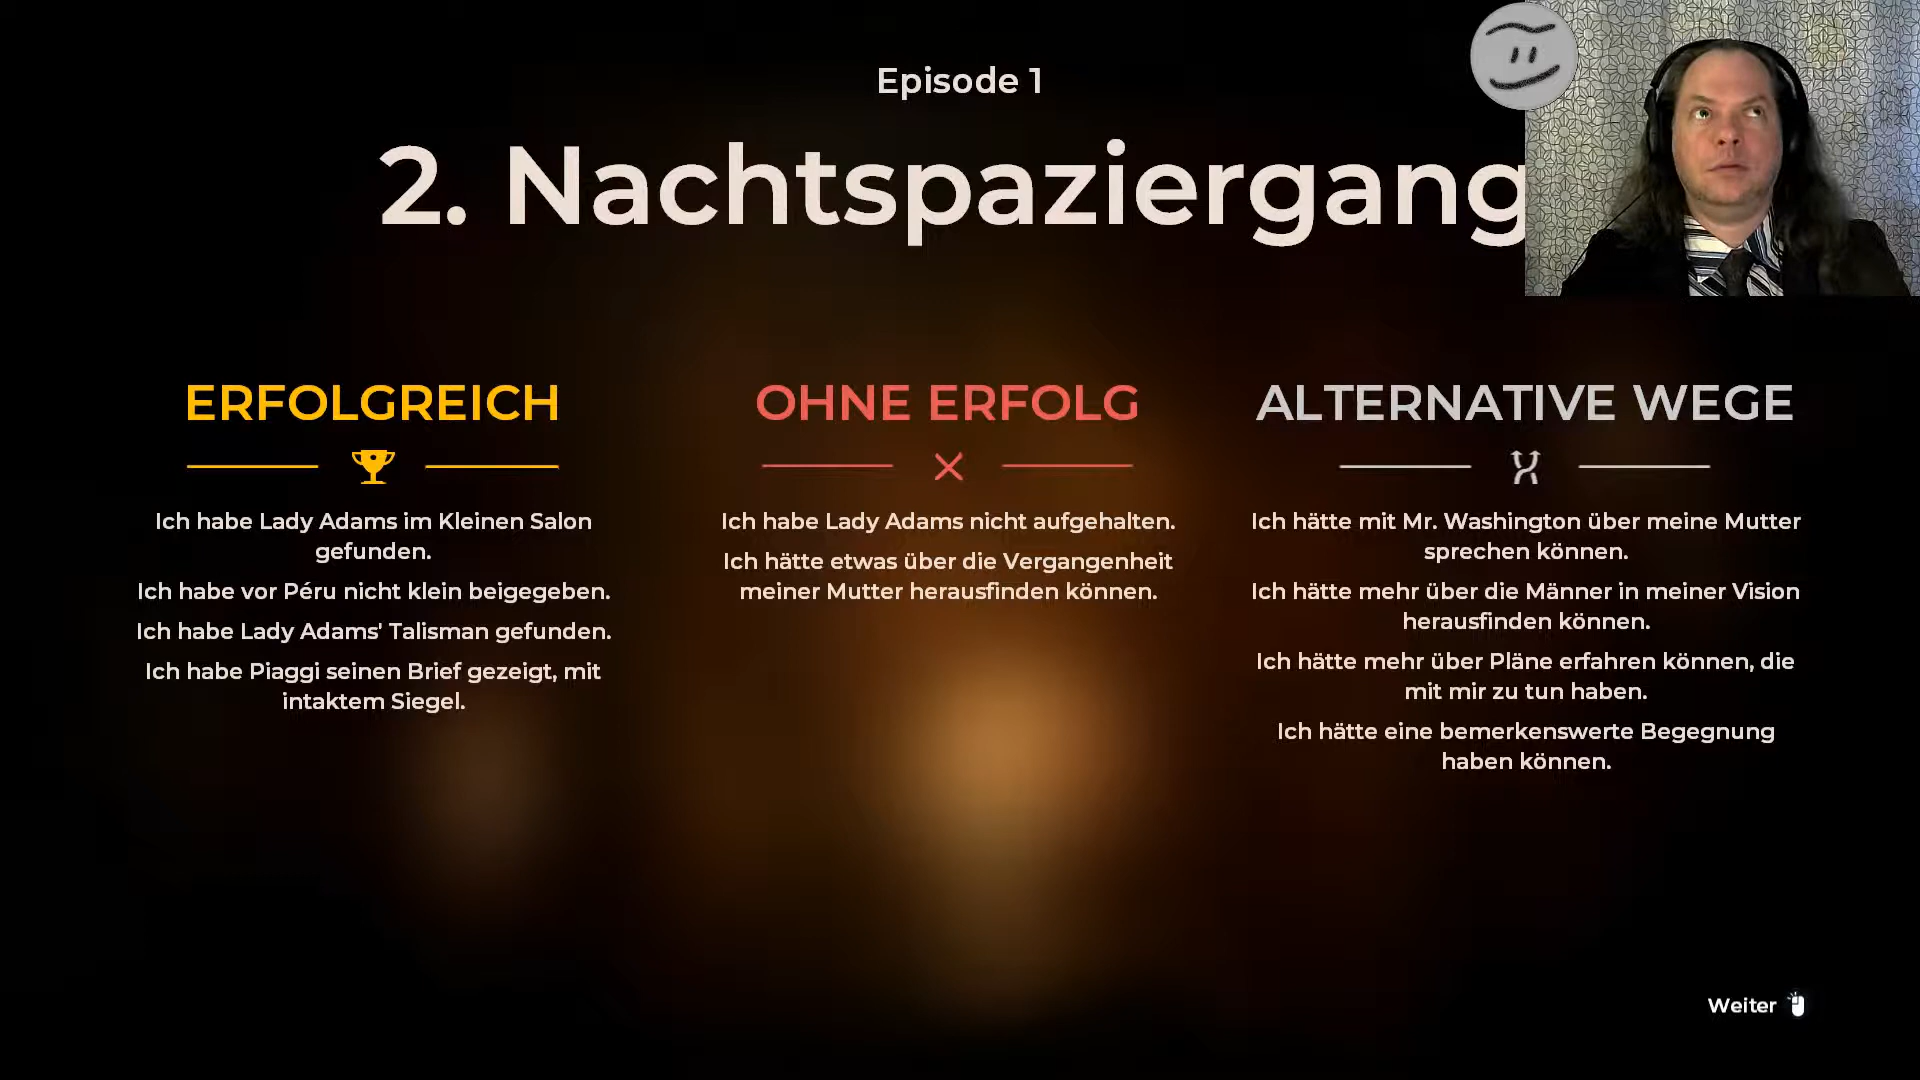 Episode 1
2. Nachtspaziergang
ERFOLGREICH
Ich habe Lady Adams im Kleinen Salon
gefunden.
Ich habe vor Péru nicht klein beigegeben.
Ich habe Lady Adams' Talisman gefunden.
Ich habe Piaggi seinen Brief gezeigt, mit
intaktem Siegel.
OHNE ERFOLG
Ich habe Lady Adams nicht aufgehalten.
Ich hätte etwas über die Vergangenheit
meiner Mutter herausfinden können.
ALTERNATIVE WEGE
Ich hätte mit Mr. Washington über meine Mutter
sprechen können.
Ich hätte mehr über die Männer in meiner Vision
herausfinden können.
Ich hätte mehr über Pläne erfahren können, die
mit mir zu tun haben.
Ich hätte eine bemerkenswerte Begegnung
haben können.
Weiter